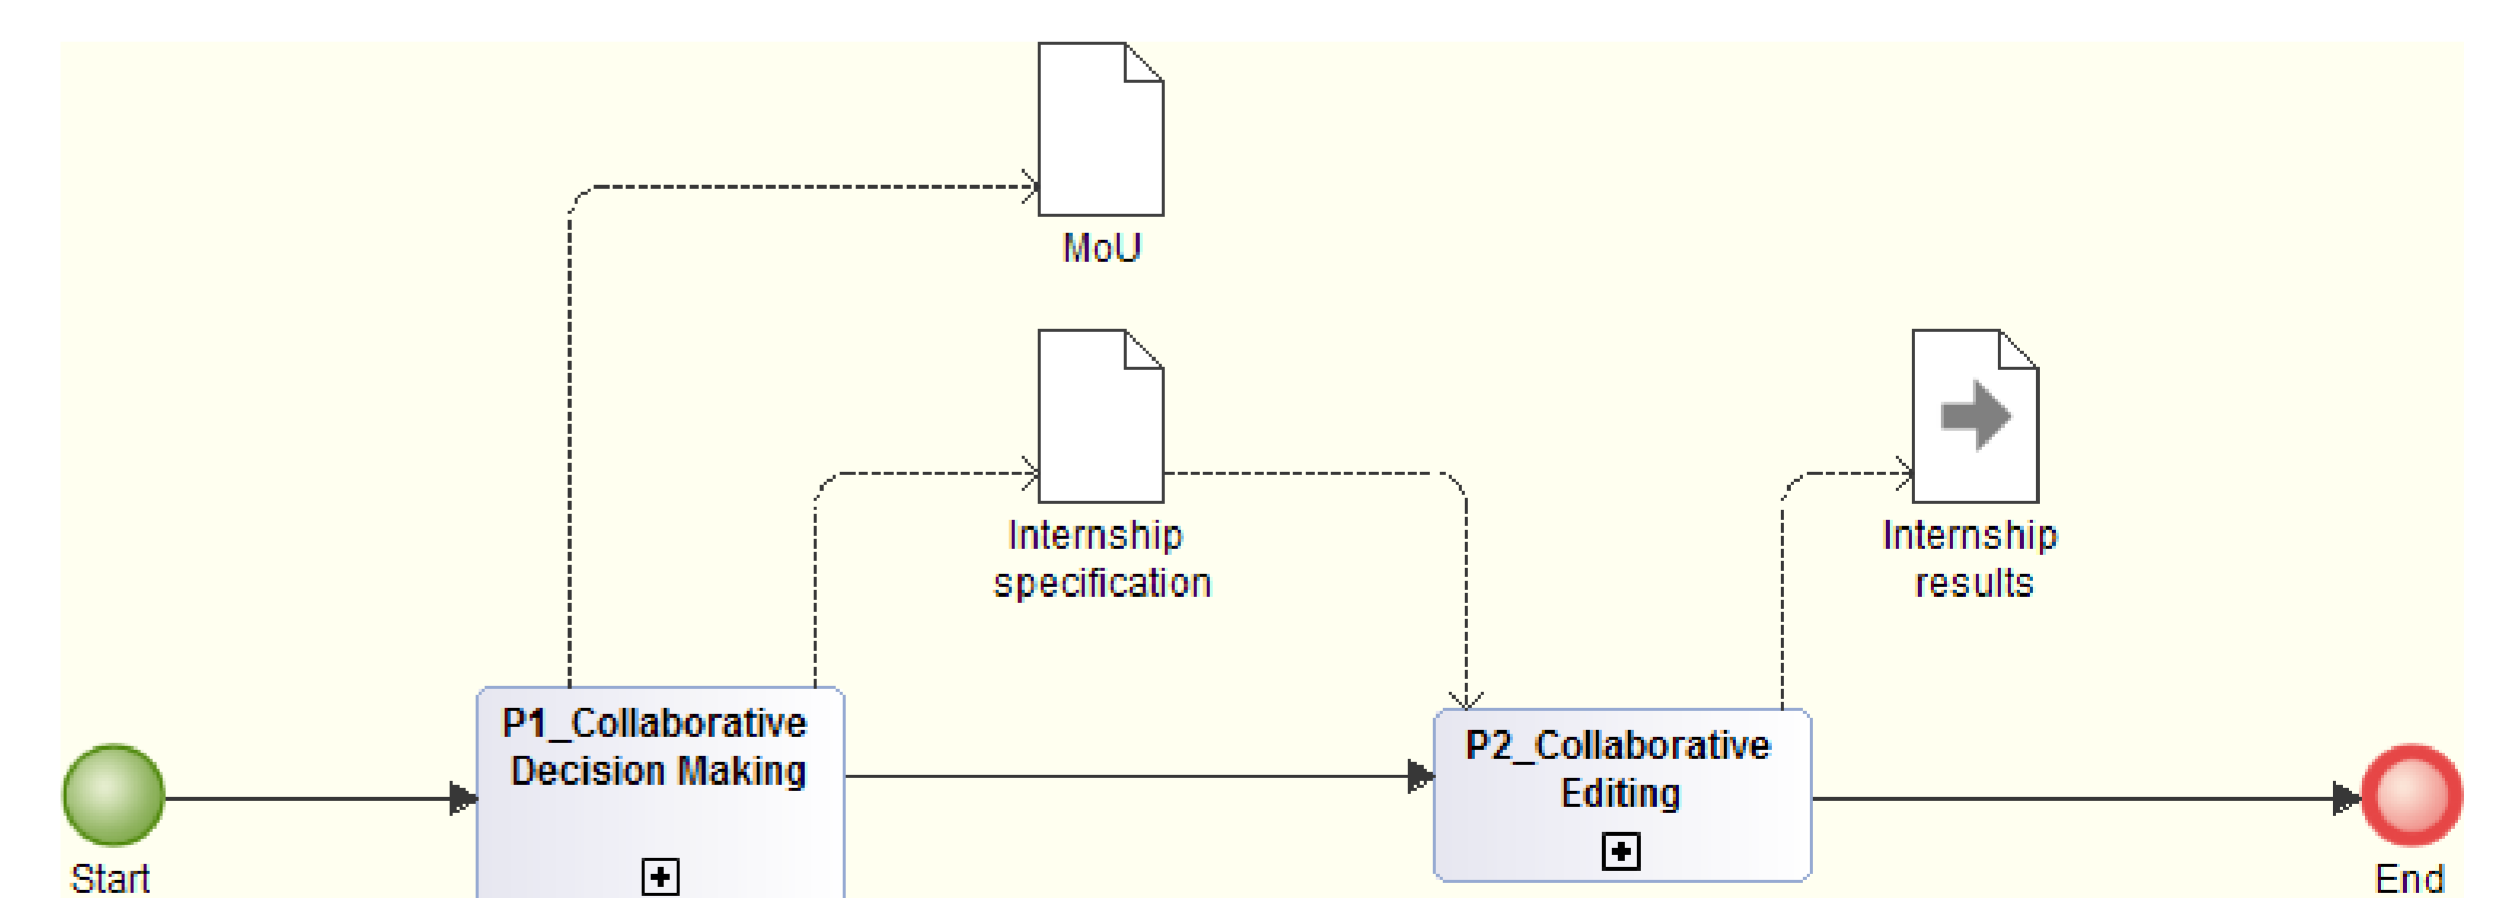 MoU
Internship
specification
Internship
results
P1_Collaborative
Decision Making
P2_Collaborative
Editing
Start
End